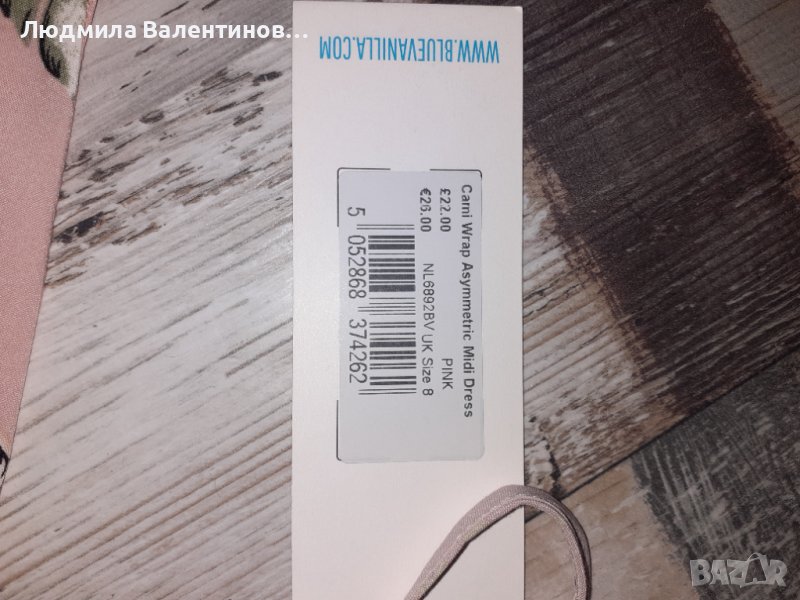 Людмила Валентинов...
WWW.BLUEVANILLA.COM
Cami Wrap Asymmetric Midi Dress
PINK
£22.00
€26.00
NL6892BV UK Size 8
5 052868 374262
BAZAR